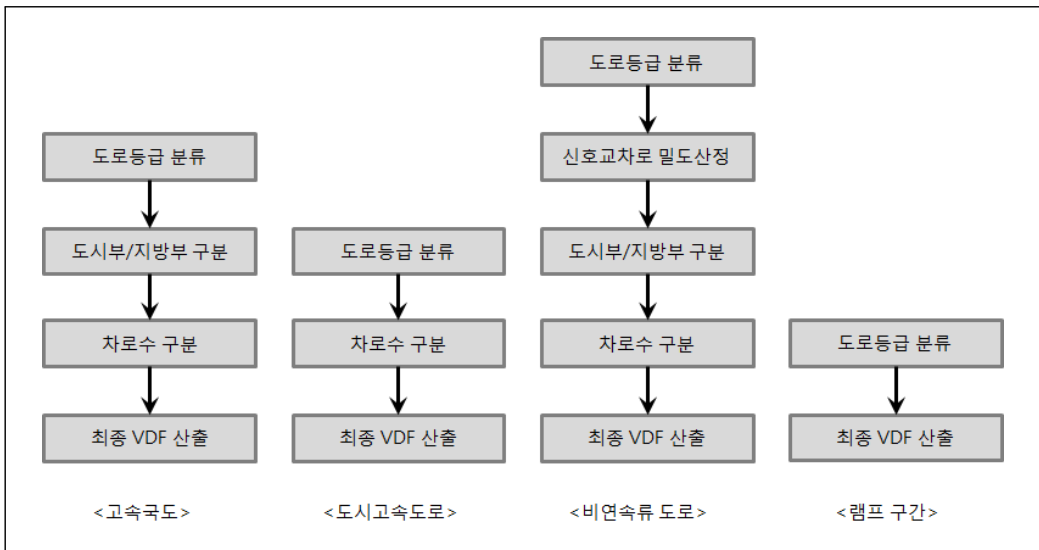 도로등급 분류
도시부/지방부 구분
차로수 구분
최종 VDF 산출
<고속국도>
도로등급 분류
차로수 구분
최종 VDF 산출
<도시고속도로>
도로등급 분류
신호교차로 밀도산정
도시부/지방부 구분
차로수 구분
최종 VDF 산출
<비연속류 도로>
도로등급 분류
최종 VDF 산출
<램프 구간>